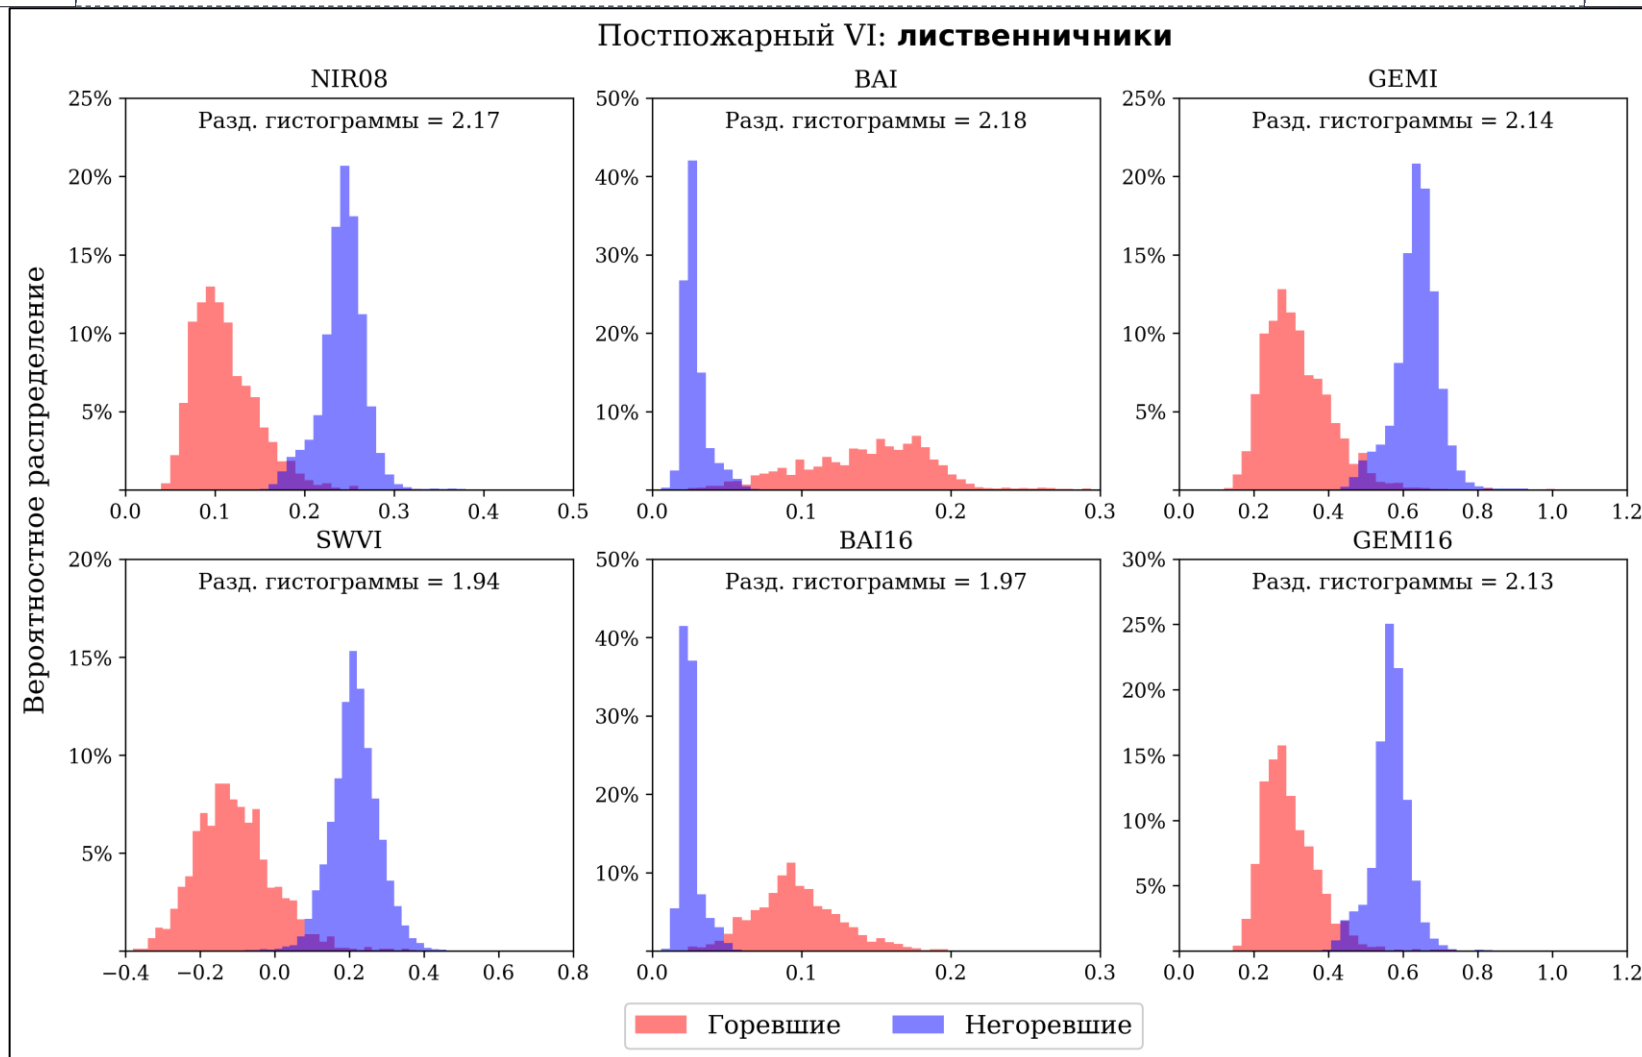 Постпожарный VI: лиственничники
Вероятностное распределение
NIR08
Разд. гистограммы = 2.17
25%
20%
15%
10%
5%
0.0 0.1 0.2 0.3 0.4 0.5
BAI
Разд. гистограммы = 2.18
50%
40%
30%
20%
10%
0.0 0.1 0.2 0.3
GEMI
Разд. гистограммы = 2.14
25%
20%
15%
10%
5%
0.0 0.2 0.4 0.6 0.8 1.0 1.2
SWVI
Разд. гистограммы = 1.94
20%
15%
10%
5%
−0.4 −0.2 0.0 0.2 0.4 0.6 0.8
BAI16
Разд. гистограммы = 1.97
50%
40%
30%
20%
10%
0.0 0.1 0.2 0.3
GEMI16
Разд. гистограммы = 2.13
30%
25%
20%
15%
10%
5%
0.0 0.2 0.4 0.6 0.8 1.0 1.2
Горевшие Негоревшие